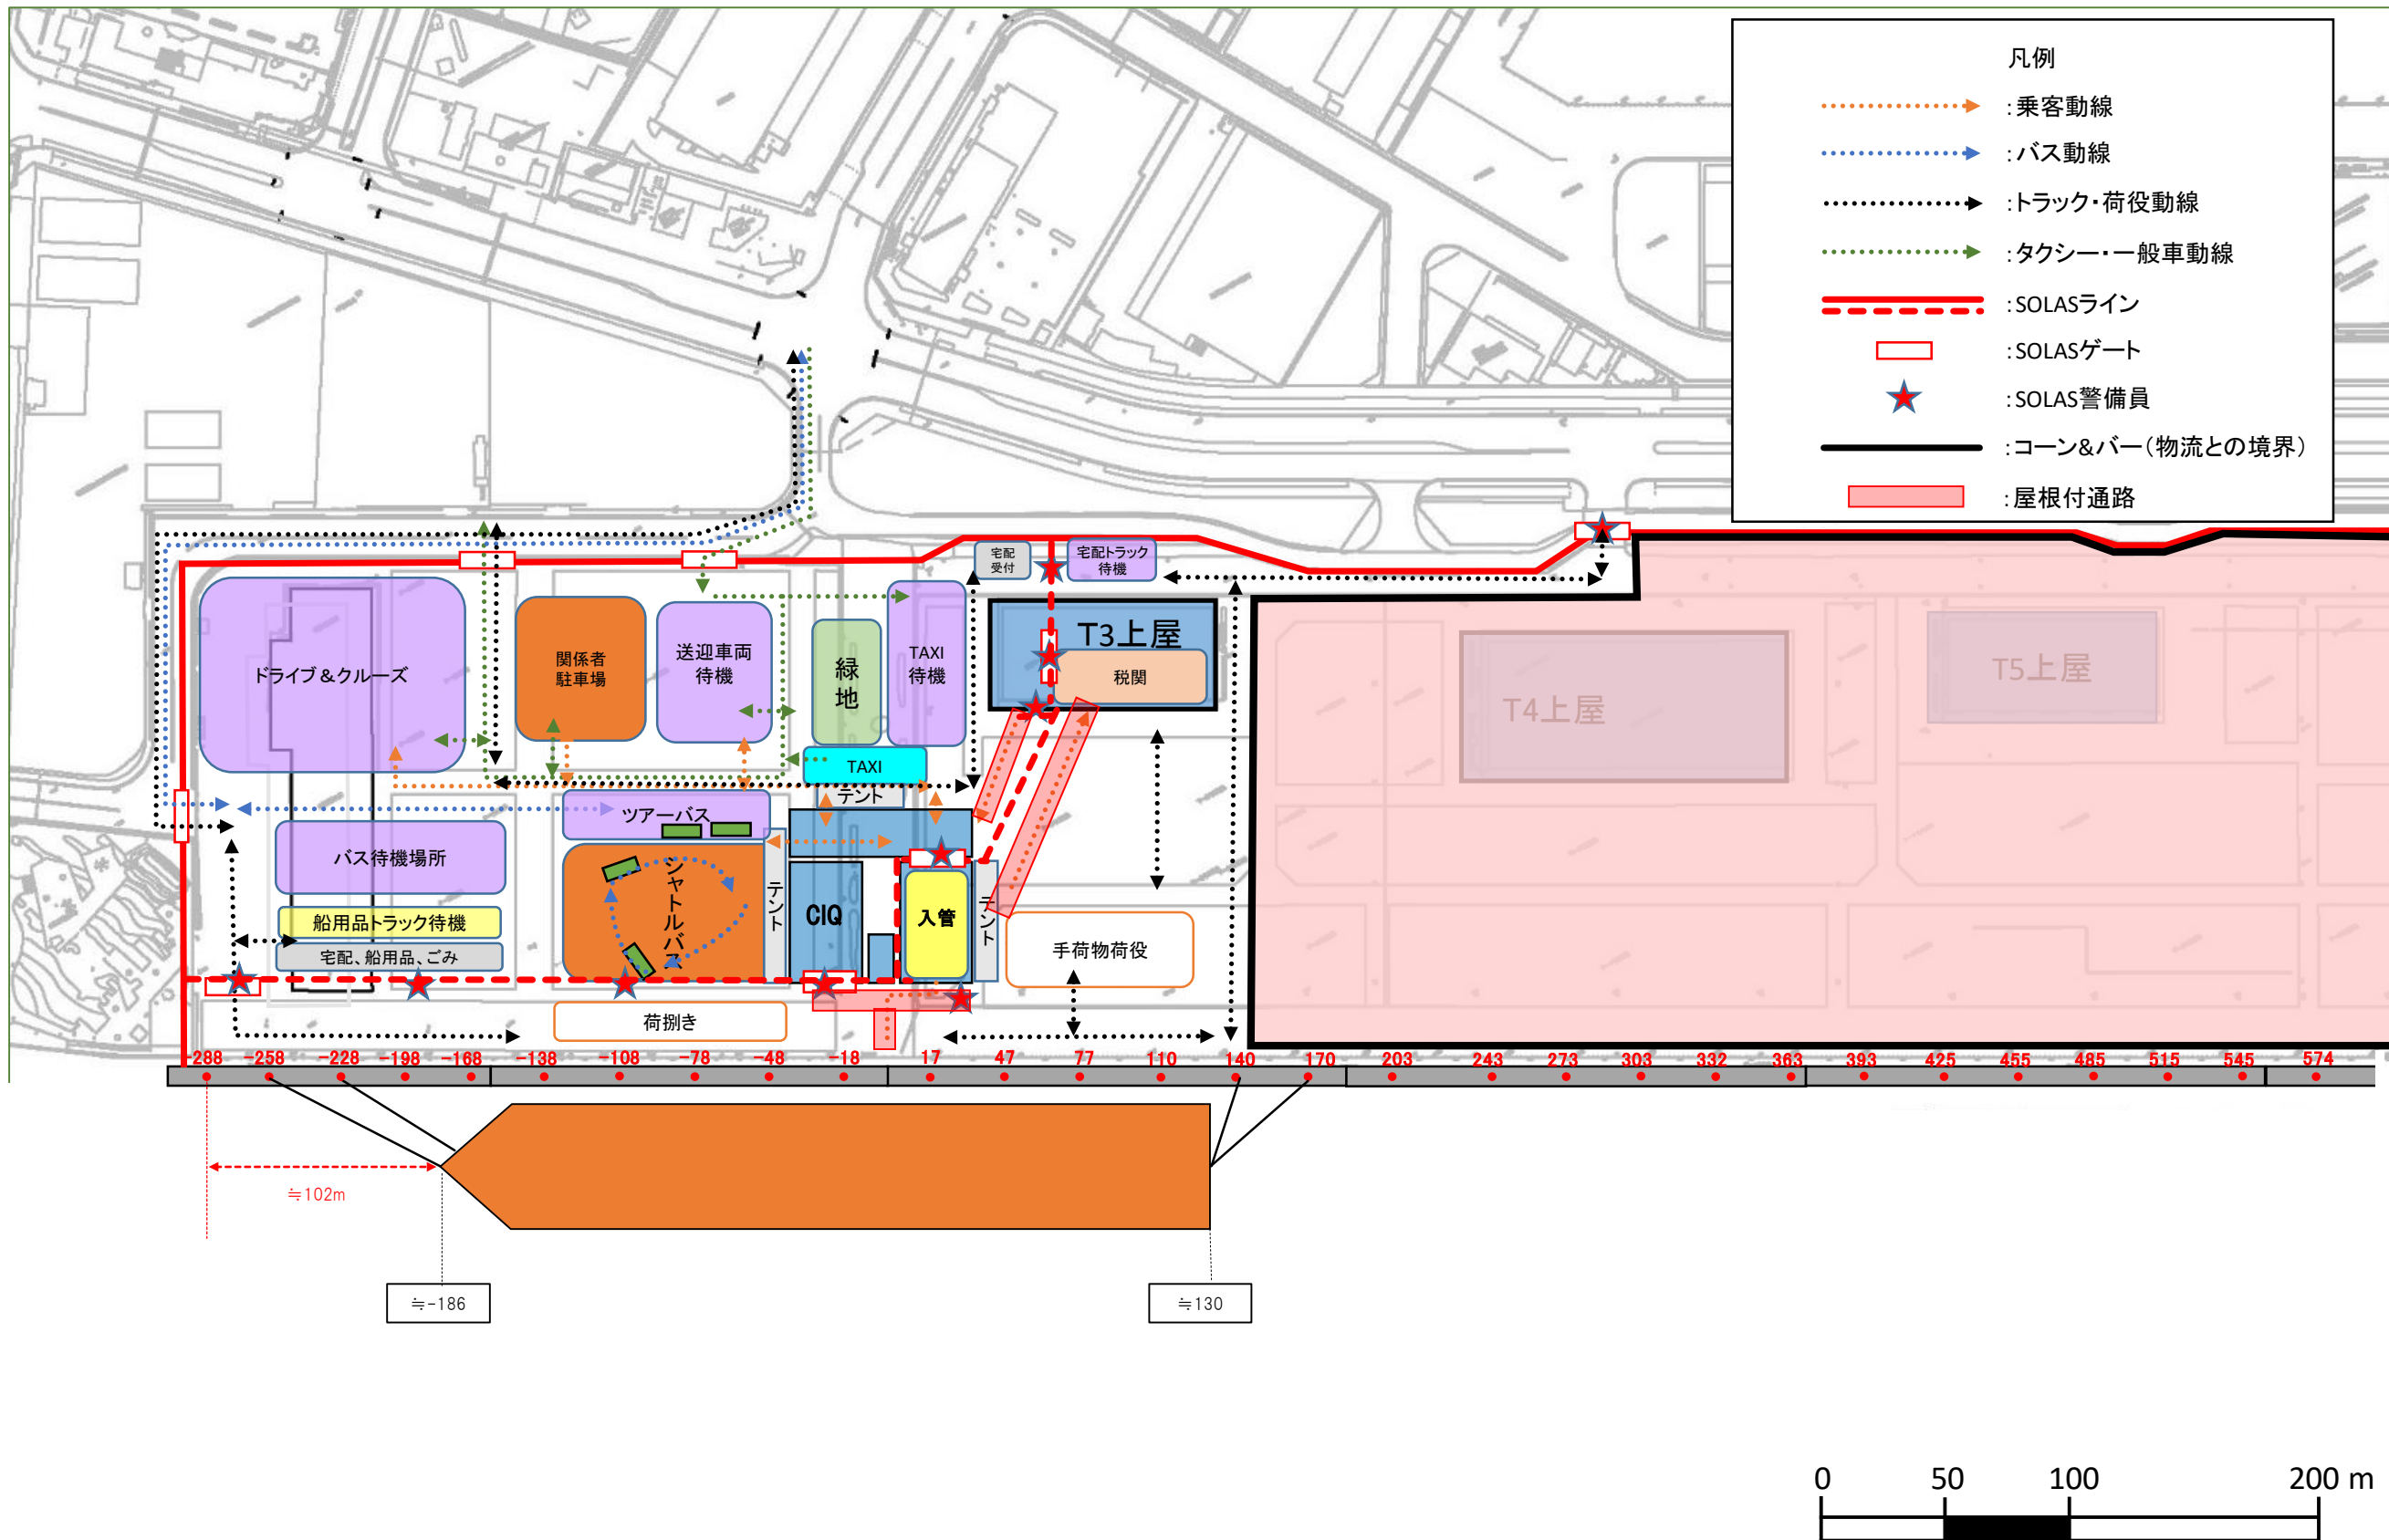 凡例
:乗客動線
:バス動線
:トラック・荷役動線
:タクシー・一般車動線
:SOLASライン
:SOLASゲート
:SOLAS警備員
:コーン&バー(物流との境界)
:屋根付通路
宅配
受付
宅配トラック
待機
T3上屋
税関
ドライブ&クルーズ
関係者
駐車場
送迎車両
待機
緑
地
TAXI
待機
T4上屋
T5上屋
TAXI
テント
ツアーバス
バス待機場所
シャトルバス
テント
CIQ
入管
テント
手荷物荷役
船用品トラック待機
宅配、船用品、ごみ
荷捌き
-288 -258 -228 -198 -168 -138 -108 -78 -48 -18 17 47 77 110 140 170 203 243 273 303 332 363 393 425 455 485 515 545 574
≒102m
≒-186
≒130
0 50 100 200 m